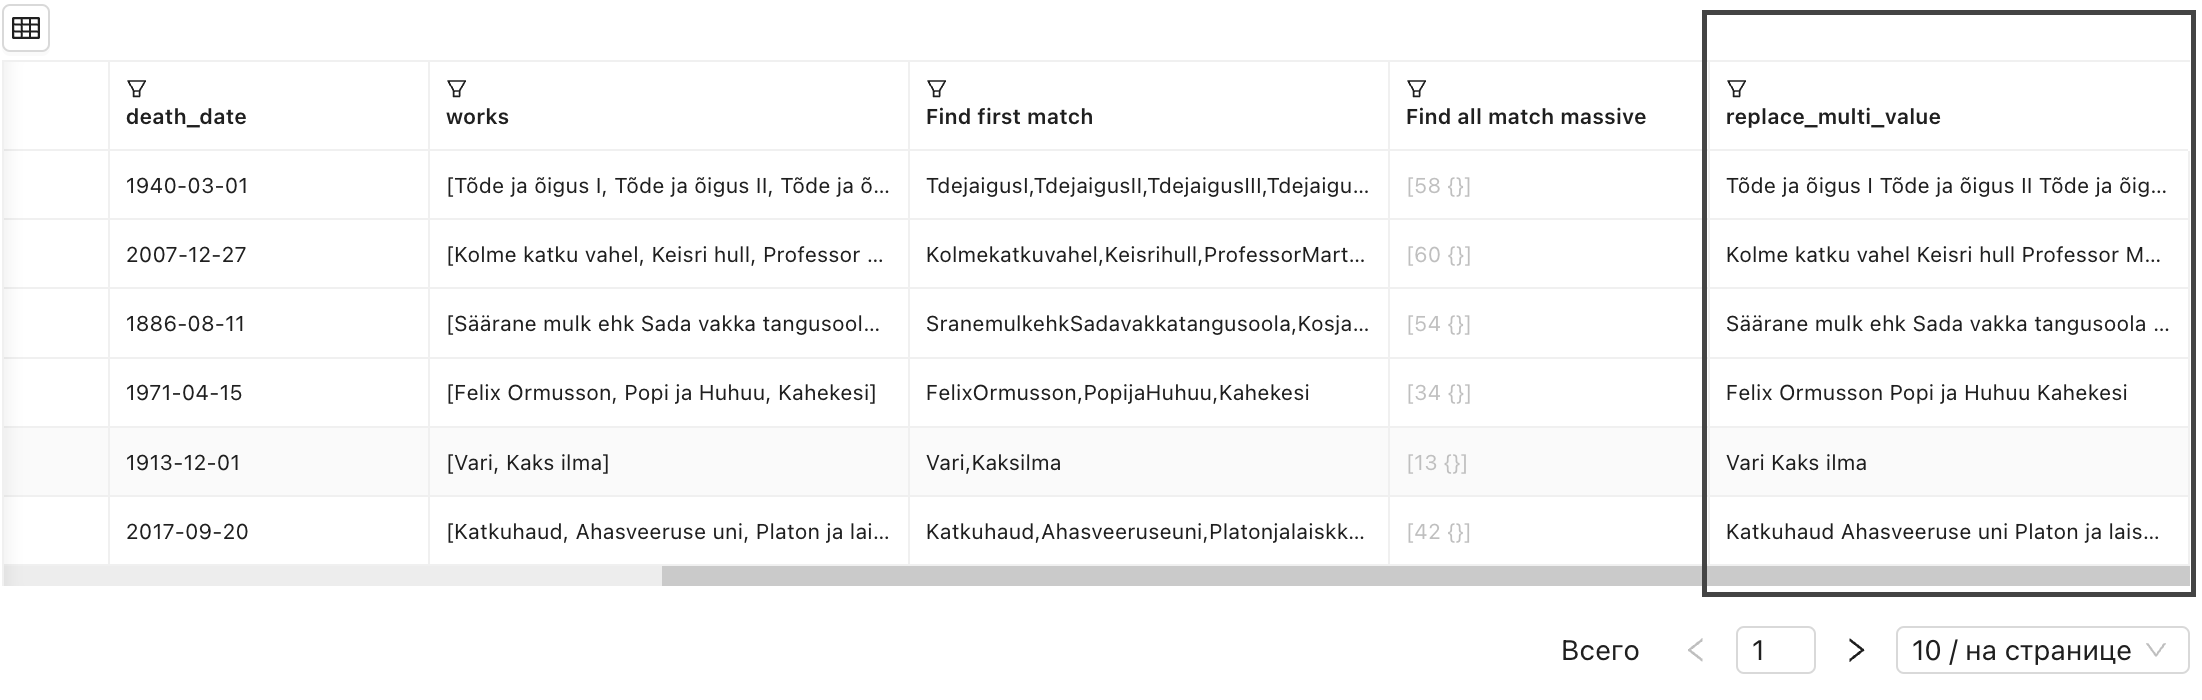 death_date works Find first match Find all match massive replace_multi_value
1940-03-01 [Tõde ja õigus I, Tõde ja õigus II, Tõde ja õ... TdejaigusI,TdejaigusII,TdejaigusIII,Tdejaigu... [58 {}] Tõde ja õigus I Tõde ja õigus II Tõde ja õig...
2007-12-27 [Kolme katku vahel, Keisri hull, Professor ... Kolmekatkuvahel,Keisrihull,ProfessorMart... [60 {}] Kolme katku vahel Keisri hull Professor M...
1886-08-11 [Säärane mulk ehk Sada vakka tangusool... SranemulkehkSadavakkatangusoola,Kosja... [54 {}] Säärane mulk ehk Sada vakka tangusoola ...
1971-04-15 [Felix Ormusson, Popi ja Huhuu, Kahekesi] FelixOrmusson,PopijaHuhuu,Kahekesi [34 {}] Felix Ormusson Popi ja Huhuu Kahekesi
1913-12-01 [Vari, Kaks ilma] Vari,Kaksilma [13 {}] Vari Kaks ilma
2017-09-20 [Katkuhaud, Ahasveeruse uni, Platon ja lai... Katkuhaud,Ahasveeruseuni,Platonjalaiskk... [42 {}] Katkuhaud Ahasveeruse uni Platon ja lais...
Всего 1 10 / на странице